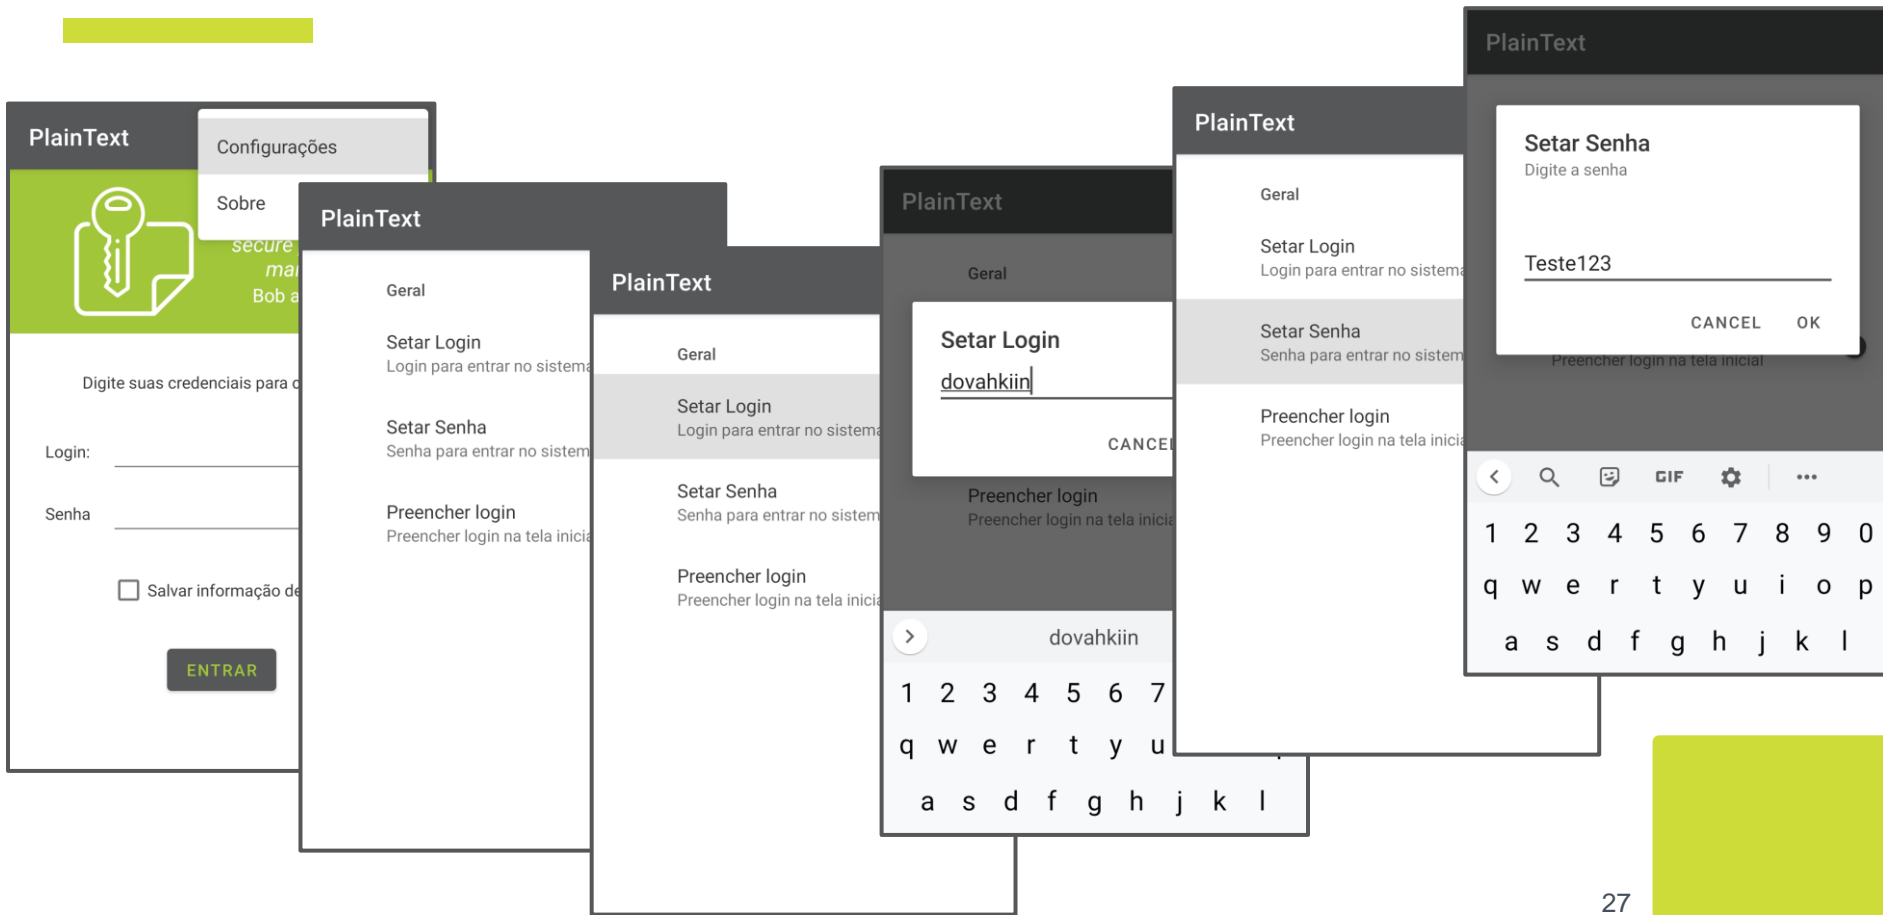 PlainText
Configurações
Sobre
secure
Bob a
Digite suas credenciais para
Login:
Senha
Salvar informação de
ENTRAR
PlainText
Geral
Setar Login
Login para entrar no sistema
Setar Senha
Senha para entrar no sistem
Preencher login
Preencher login na tela inicia
PlainText
Geral
Setar Login
Login para entrar no sistema
Setar Senha
Senha para entrar no sistem
Preencher login
Preencher login na tela inicia
PlainText
Geral
Setar Login
dovahkiin
CANCEL
Preencher login
Preencher login na tela inicia
dovahkiin
1 2 3 4 5 6 7
q w e r t y u
a s d f g h j k l
PlainText
Geral
Setar Login
Login para entrar no sistema
Setar Senha
Senha para entrar no sistem
Preencher login
Preencher login na tela inicia
PlainText
Setar Senha
Digite a senha
Teste123
CANCEL OK
Preencher login na tela inicial
GIF
1 2 3 4 5 6 7 8 9 0
q w e r t y u i o p
a s d f g h j k l
27